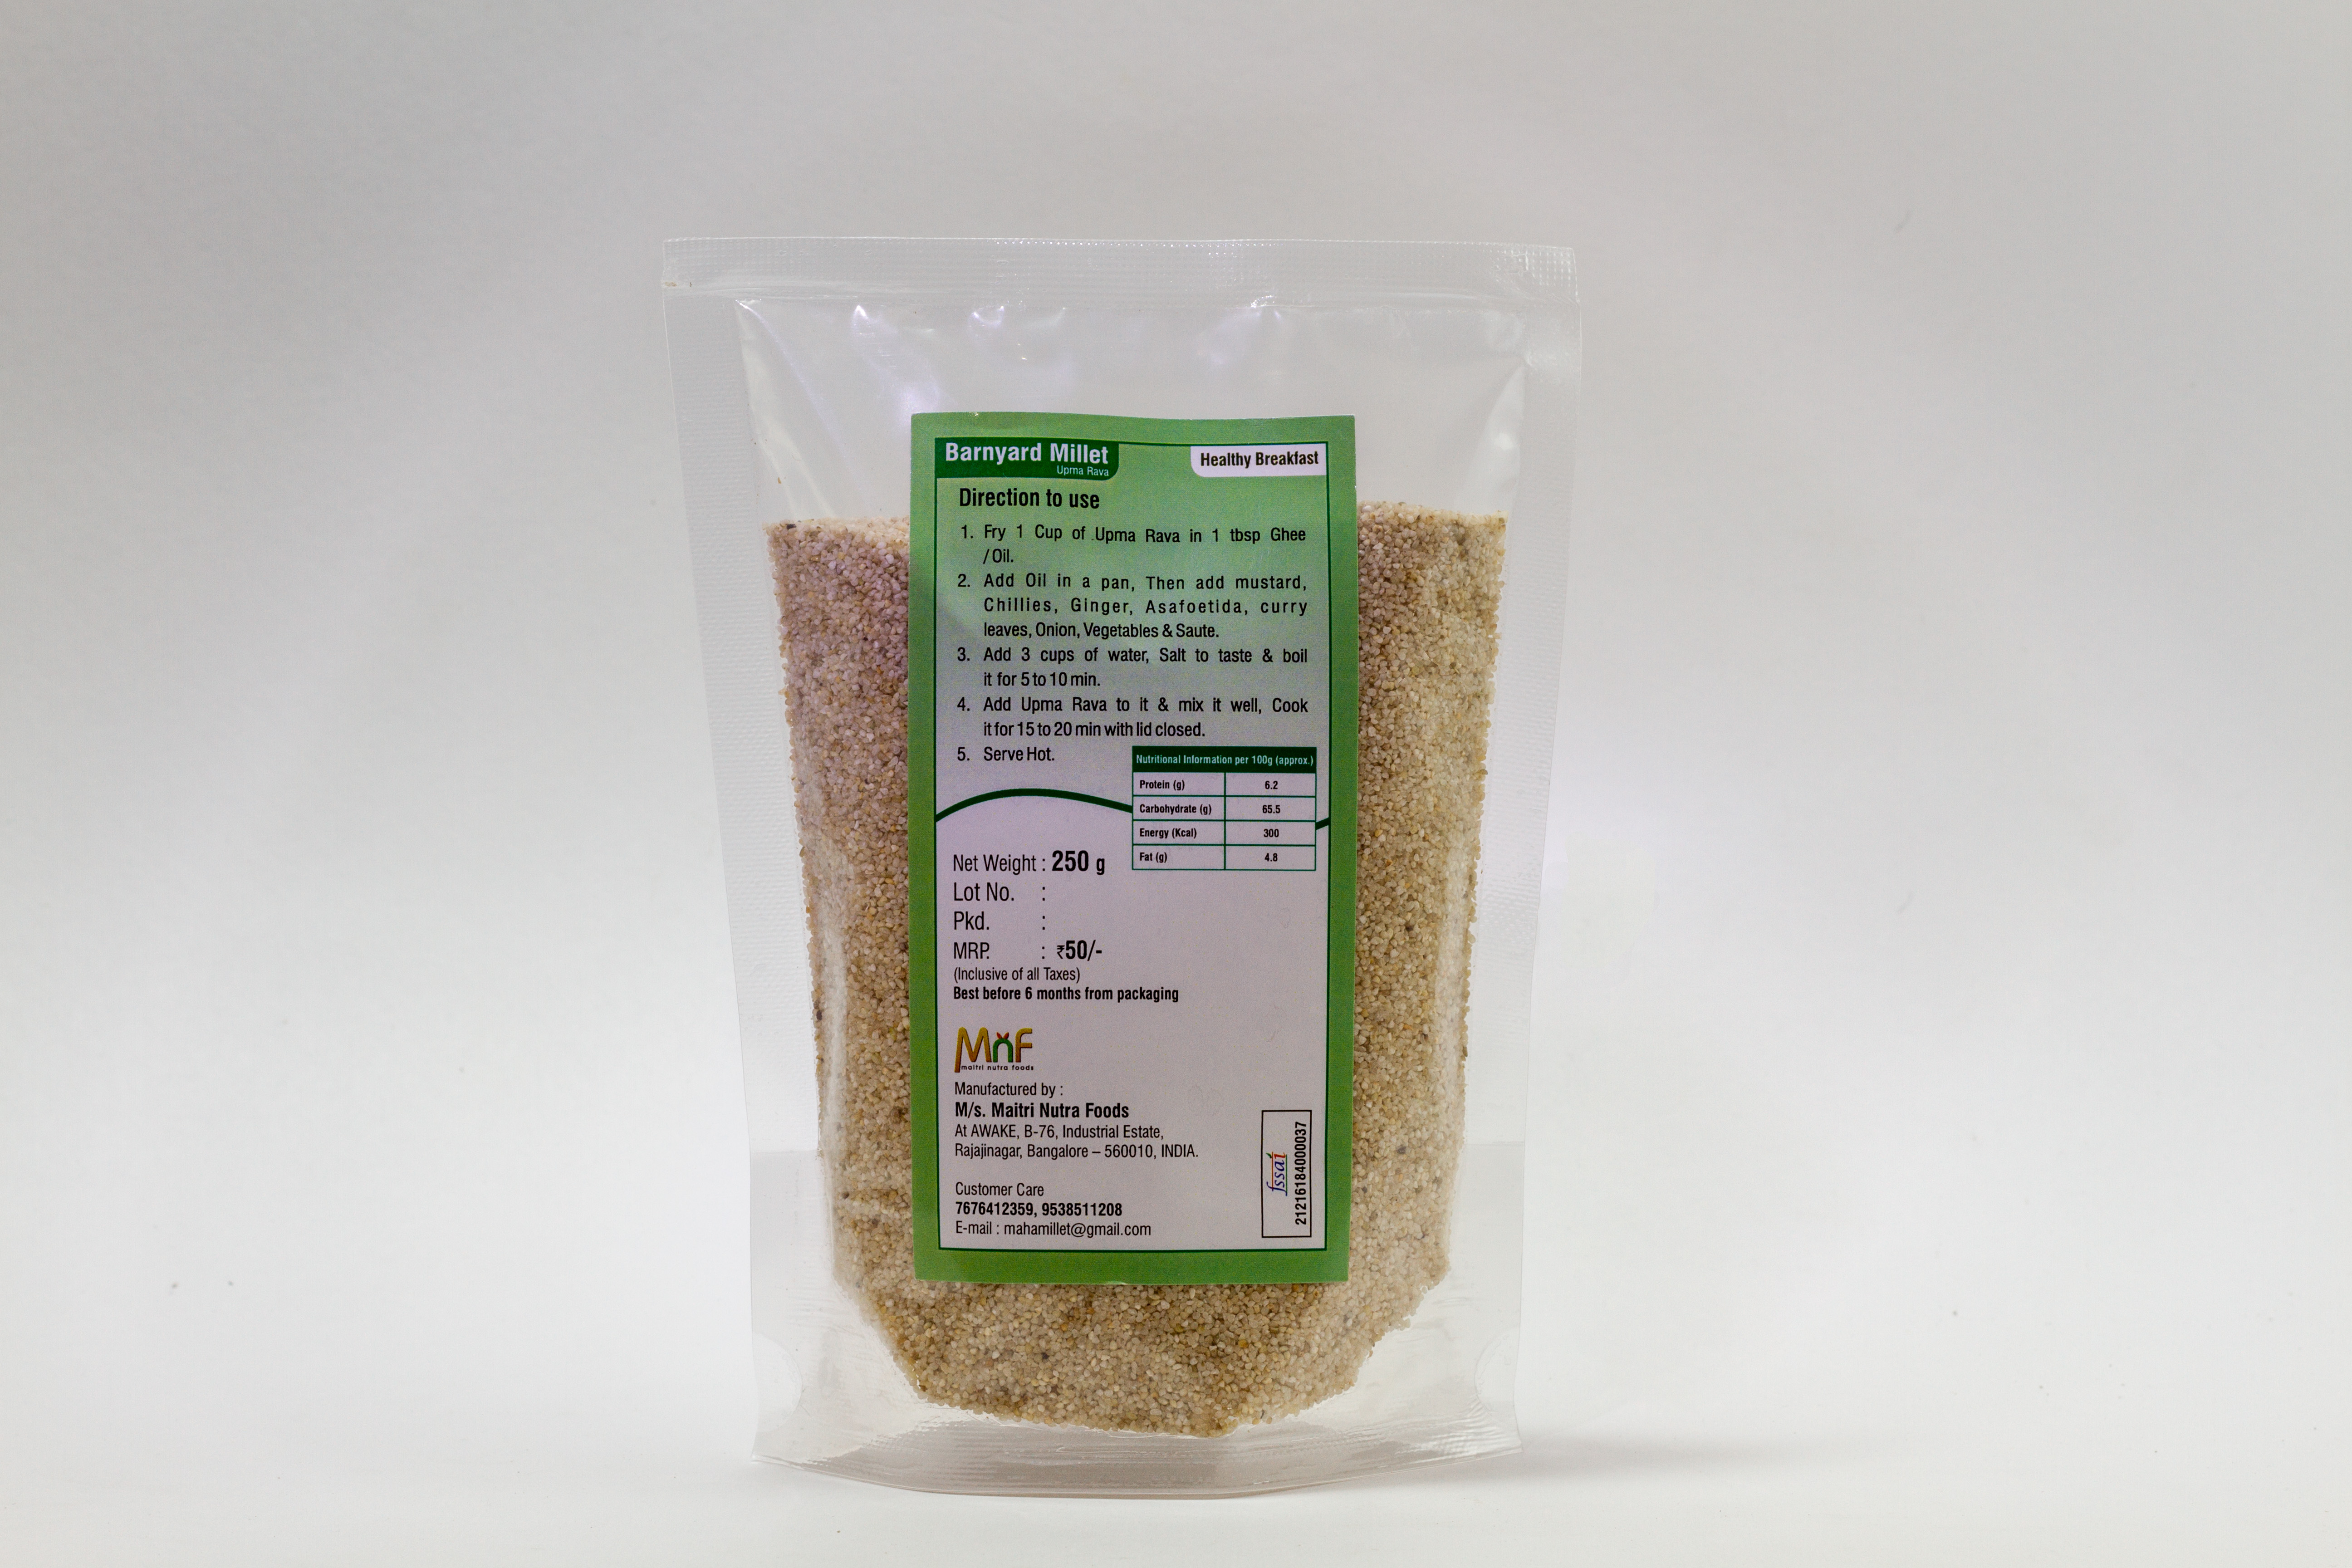 Barnyard Millet
Upma Rava
Healthy Breakfast
Direction to use
1. Fry 1 Cup of Upma Rava in 1 tbsp Ghee
/ Oil.
2. Add Oil in a pan, Then add mustard,
Chillies, Ginger, Asafoetida, curry
leaves, Onion, Vegetables & Saute.
3. Add 3 cups of water, Salt to taste & boil
it for 5 to 10 min.
4. Add Upma Rava to it & mix it well, Cook
it for 15 to 20 min with lid closed.
5. Serve Hot.
Nutritional Information per 100g (approx.)
Protein (g) 6.2
Carbohydrate (g) 65.5
Energy (Kcal) 300
Fat (g) 4.8
Net Weight : 250 g
Lot No. :
Pkd. :
MRP. : ₹50/-
(Inclusive of all Taxes)
Best before 6 months from packaging
MnF
maitri nutra foods
Manufactured by :
M/s. Maitri Nutra Foods
At AWAKE, B-76, Industrial Estate,
Rajajinagar, Bangalore – 560010, INDIA.
Customer Care
7676412359, 9538511208
E-mail : mahamillet@gmail.com
fssai
21216184000037